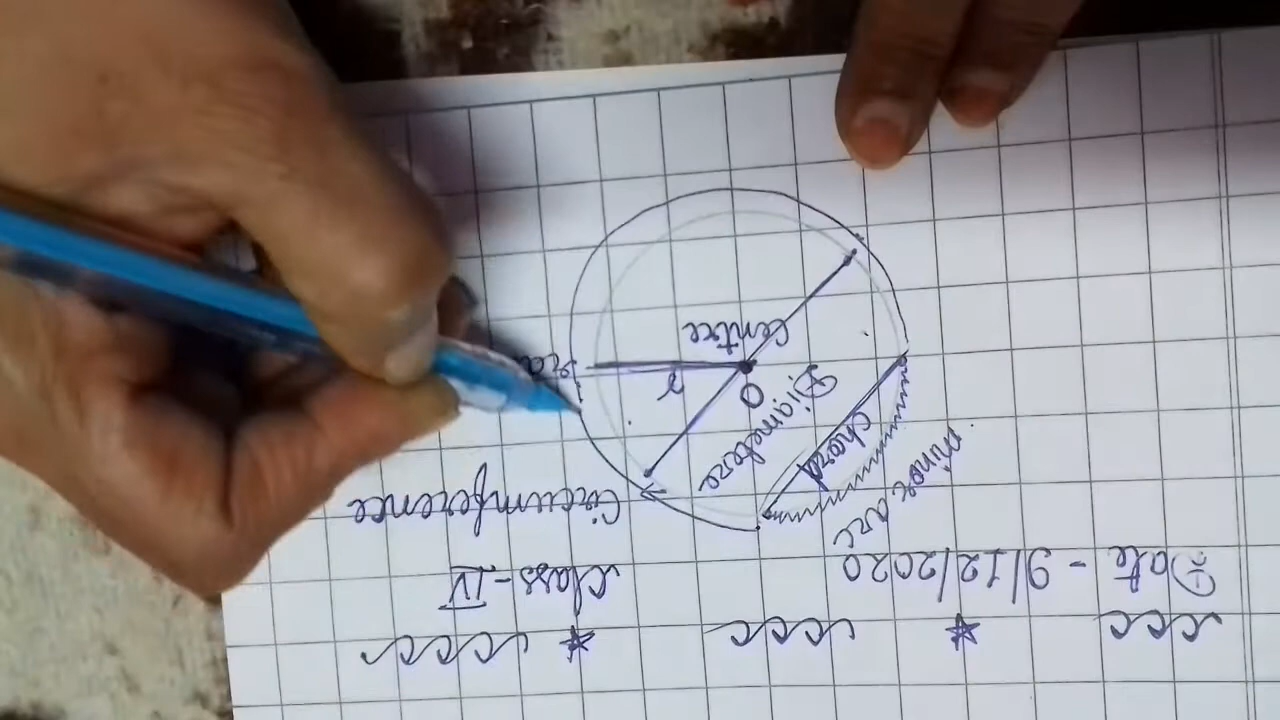 Date - 9/12/2020
Class-IV
Circumference
minor arc
chord
Diametere
O
r
Centre